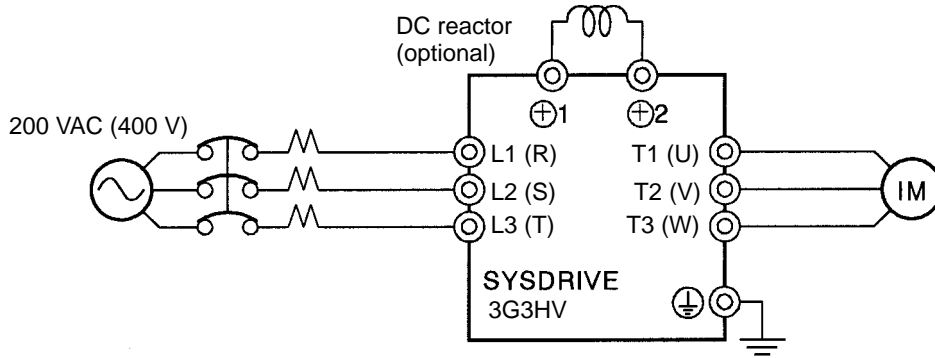 DC reactor
(optional)
⊕1
⊕2
200 VAC (400 V)
L1 (R)
T1 (U)
L2 (S)
T2 (V)
IM
L3 (T)
T3 (W)
SYSDRIVE
3G3HV